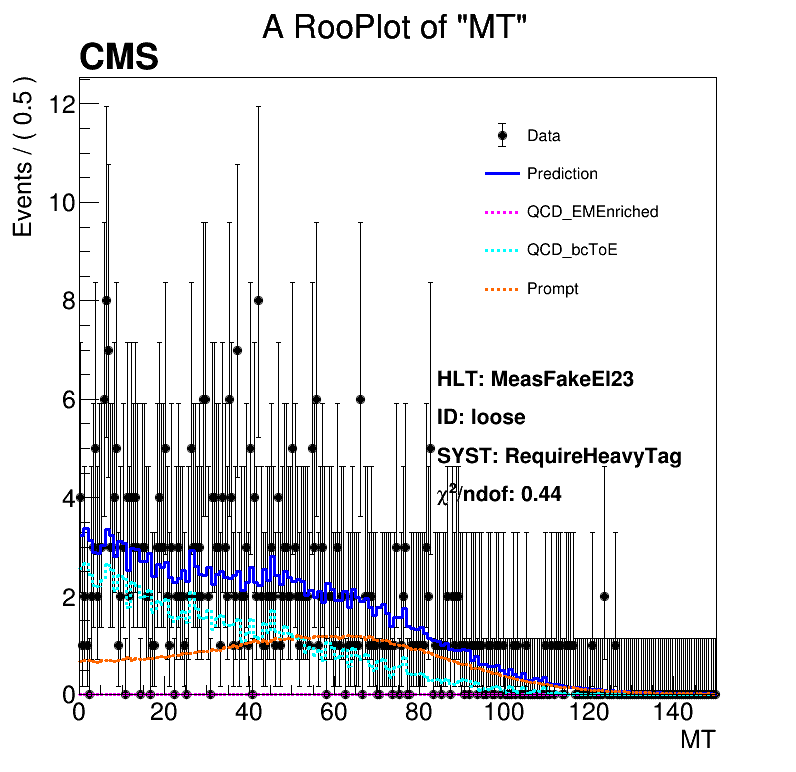 A RooPlot of "MT"
CMS
Events / ( 0.5 )
12
10
8
6
4
2
0
Data
Prediction
QCD_EMEnriched
QCD_bcToE
Prompt
HLT: MeasFakeEl23
ID: loose
SYST: RequireHeavyTag
χ²/ndof: 0.44
0 20 40 60 80 100 120 140
MT